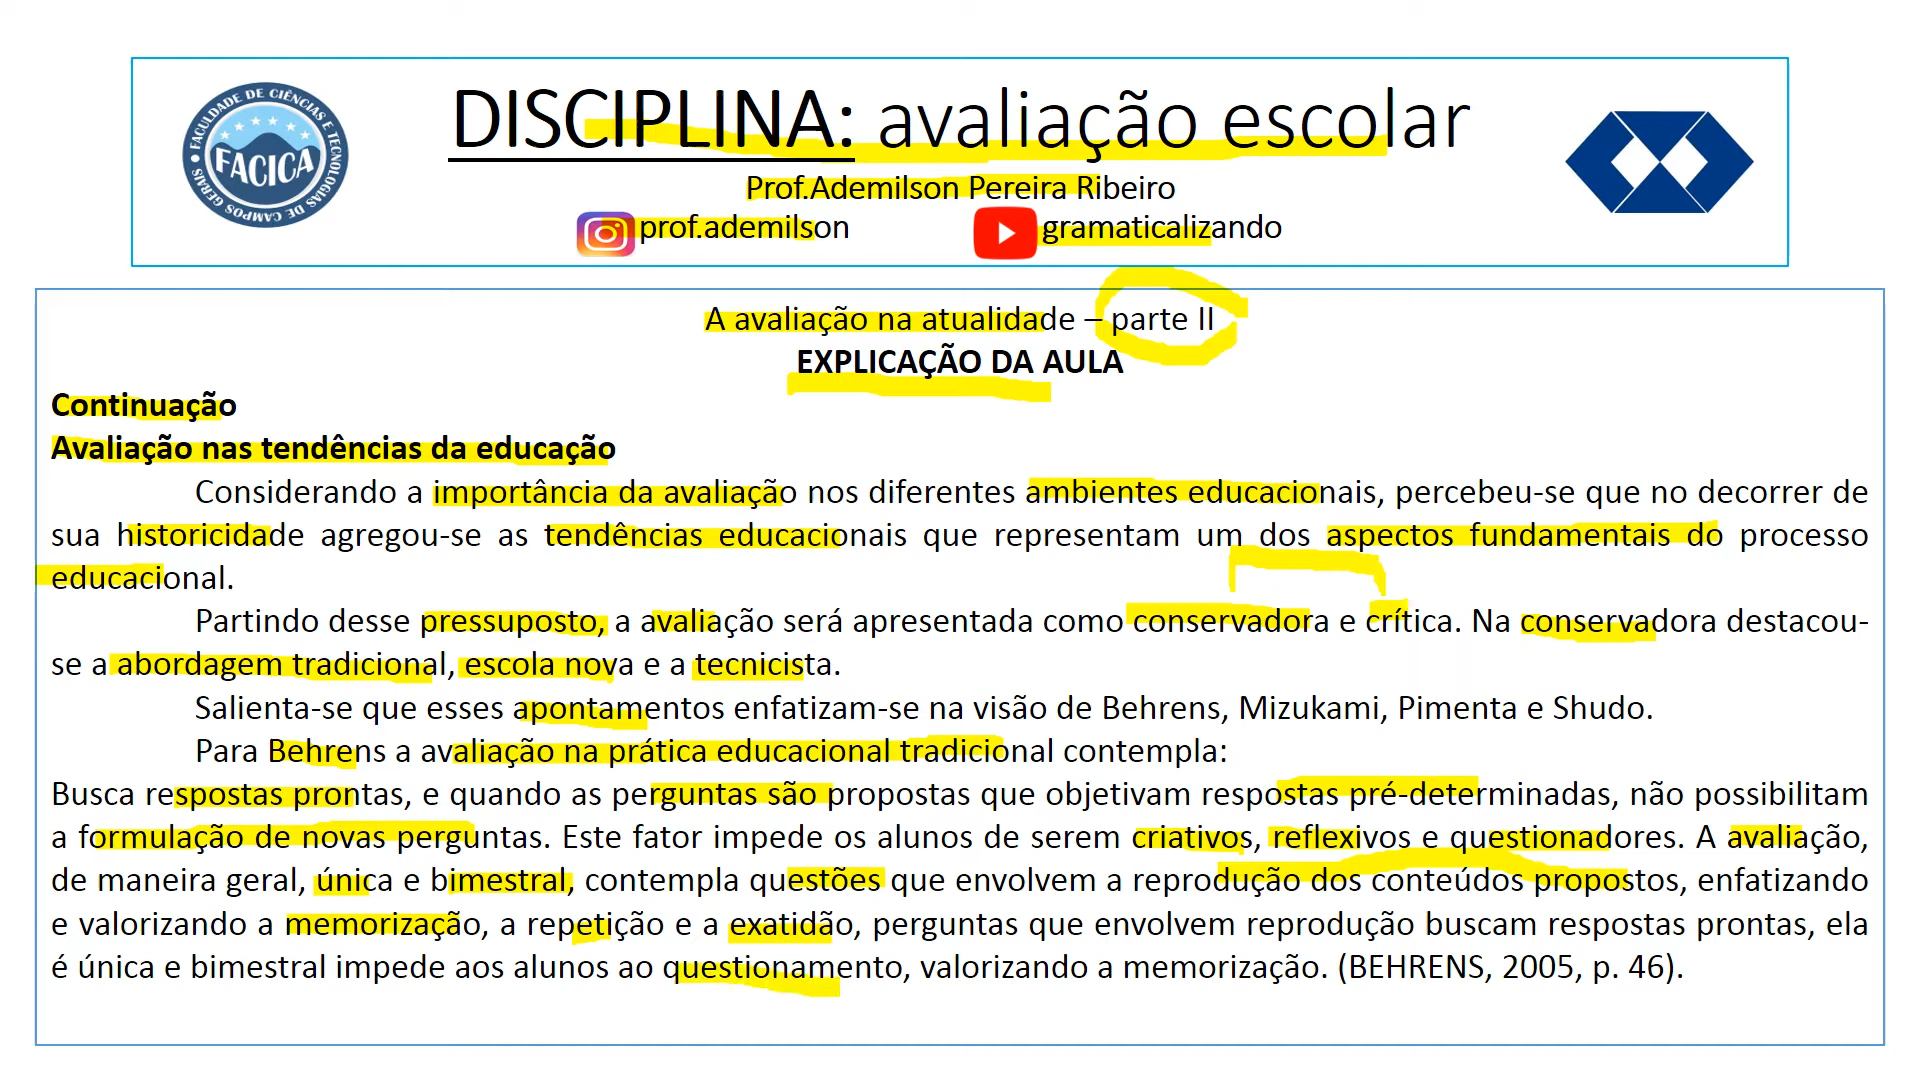 FACULDADE DE CIÊNCIAS E TECNOLOGIAS DE CAMPOS GERAIS
FACICA
DISCIPLINA: avaliação escolar
Prof.Ademilson Pereira Ribeiro
prof.ademilson gramaticalizando
A avaliação na atualidade – parte II
EXPLICAÇÃO DA AULA
Continuação
Avaliação nas tendências da educação
Considerando a importância da avaliação nos diferentes ambientes educacionais, percebeu-se que no decorrer de
sua historicidade agregou-se as tendências educacionais que representam um dos aspectos fundamentais do processo
educacional.
Partindo desse pressuposto, a avaliação será apresentada como conservadora e crítica. Na conservadora destacou-
se a abordagem tradicional, escola nova e a tecnicista.
Salienta-se que esses apontamentos enfatizam-se na visão de Behrens, Mizukami, Pimenta e Shudo.
Para Behrens a avaliação na prática educacional tradicional contempla:
Busca respostas prontas, e quando as perguntas são propostas que objetivam respostas pré-determinadas, não possibilitam
a formulação de novas perguntas. Este fator impede os alunos de serem criativos, reflexivos e questionadores. A avaliação,
de maneira geral, única e bimestral, contempla questões que envolvem a reprodução dos conteúdos propostos, enfatizando
e valorizando a memorização, a repetição e a exatidão, perguntas que envolvem reprodução buscam respostas prontas, ela
é única e bimestral impede aos alunos ao questionamento, valorizando a memorização. (BEHRENS, 2005, p. 46).